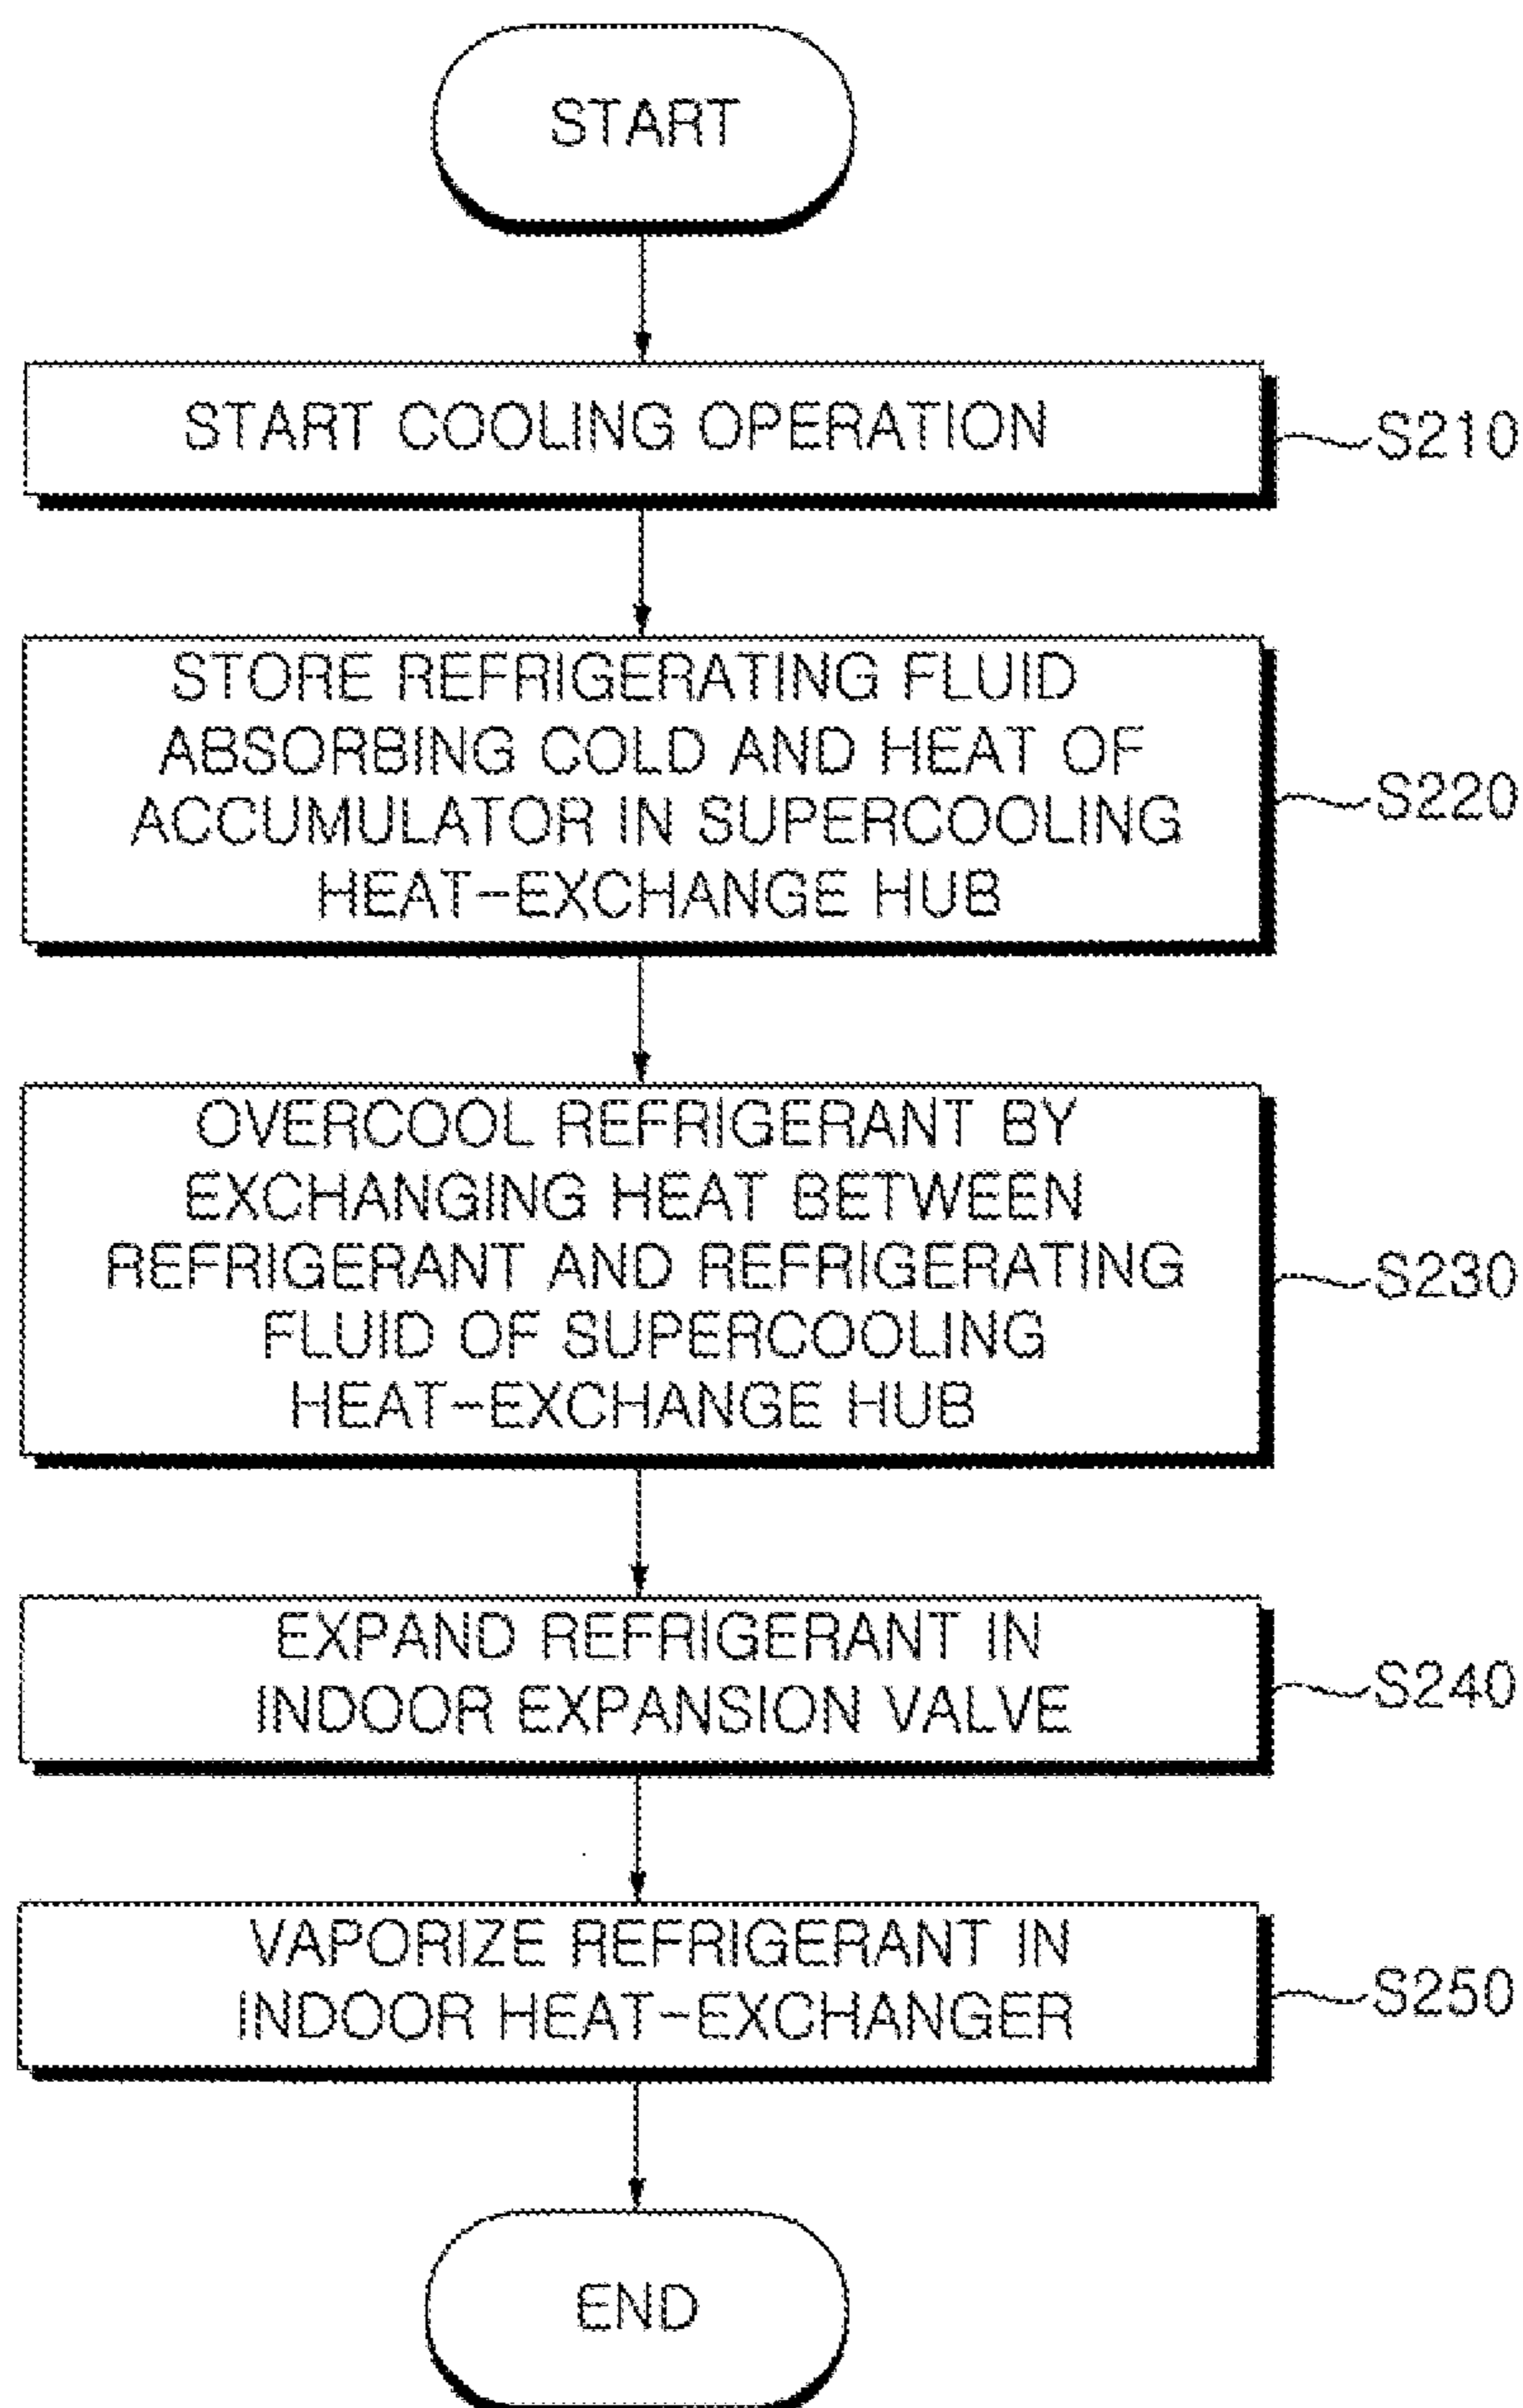 START
START COOLING OPERATION
S210
STORE REFRIGERATING FLUID
ABSORBING COLD AND HEAT OF
ACCUMULATOR IN SUPERCOOLING
HEAT-EXCHANGE HUB
S220
OVERCOOL REFRIGERANT BY
EXCHANGING HEAT BETWEEN
REFRIGERANT AND REFRIGERATING
FLUID OF SUPERCOOLING
HEAT-EXCHANGE HUB
S230
EXPAND REFRIGERANT IN
INDOOR EXPANSION VALVE
S240
VAPORIZE REFRIGERANT IN
INDOOR HEAT-EXCHANGER
S250
END